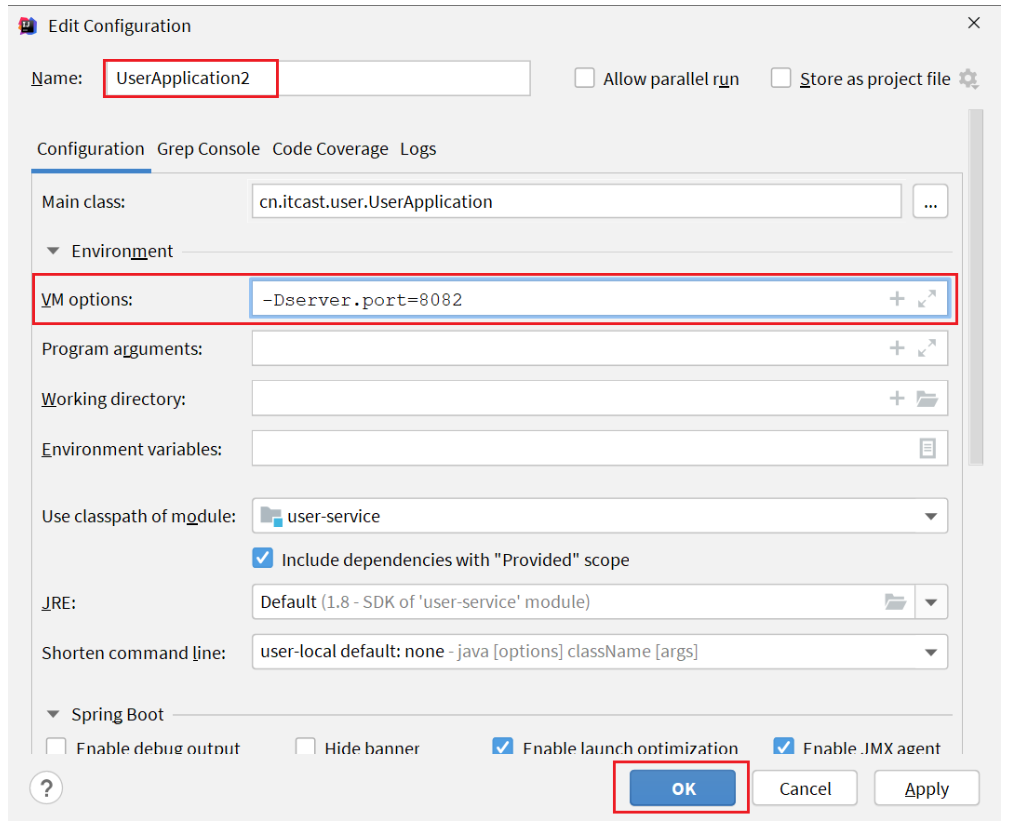 Edit Configuration
Name: UserApplication2 Allow parallel run Store as project file
Configuration Grep Console Code Coverage Logs
Main class: cn.itcast.user.UserApplication ...
Environment
VM options: -Dserver.port=8082
Program arguments:
Working directory:
Environment variables:
Use classpath of module: user-service
Include dependencies with "Provided" scope
JRE: Default (1.8 - SDK of 'user-service' module)
Shorten command line: user-local default: none - java [options] className [args]
Spring Boot
Enable debug output Hide banner Enable launch optimization Enable JMX agent
? OK Cancel Apply